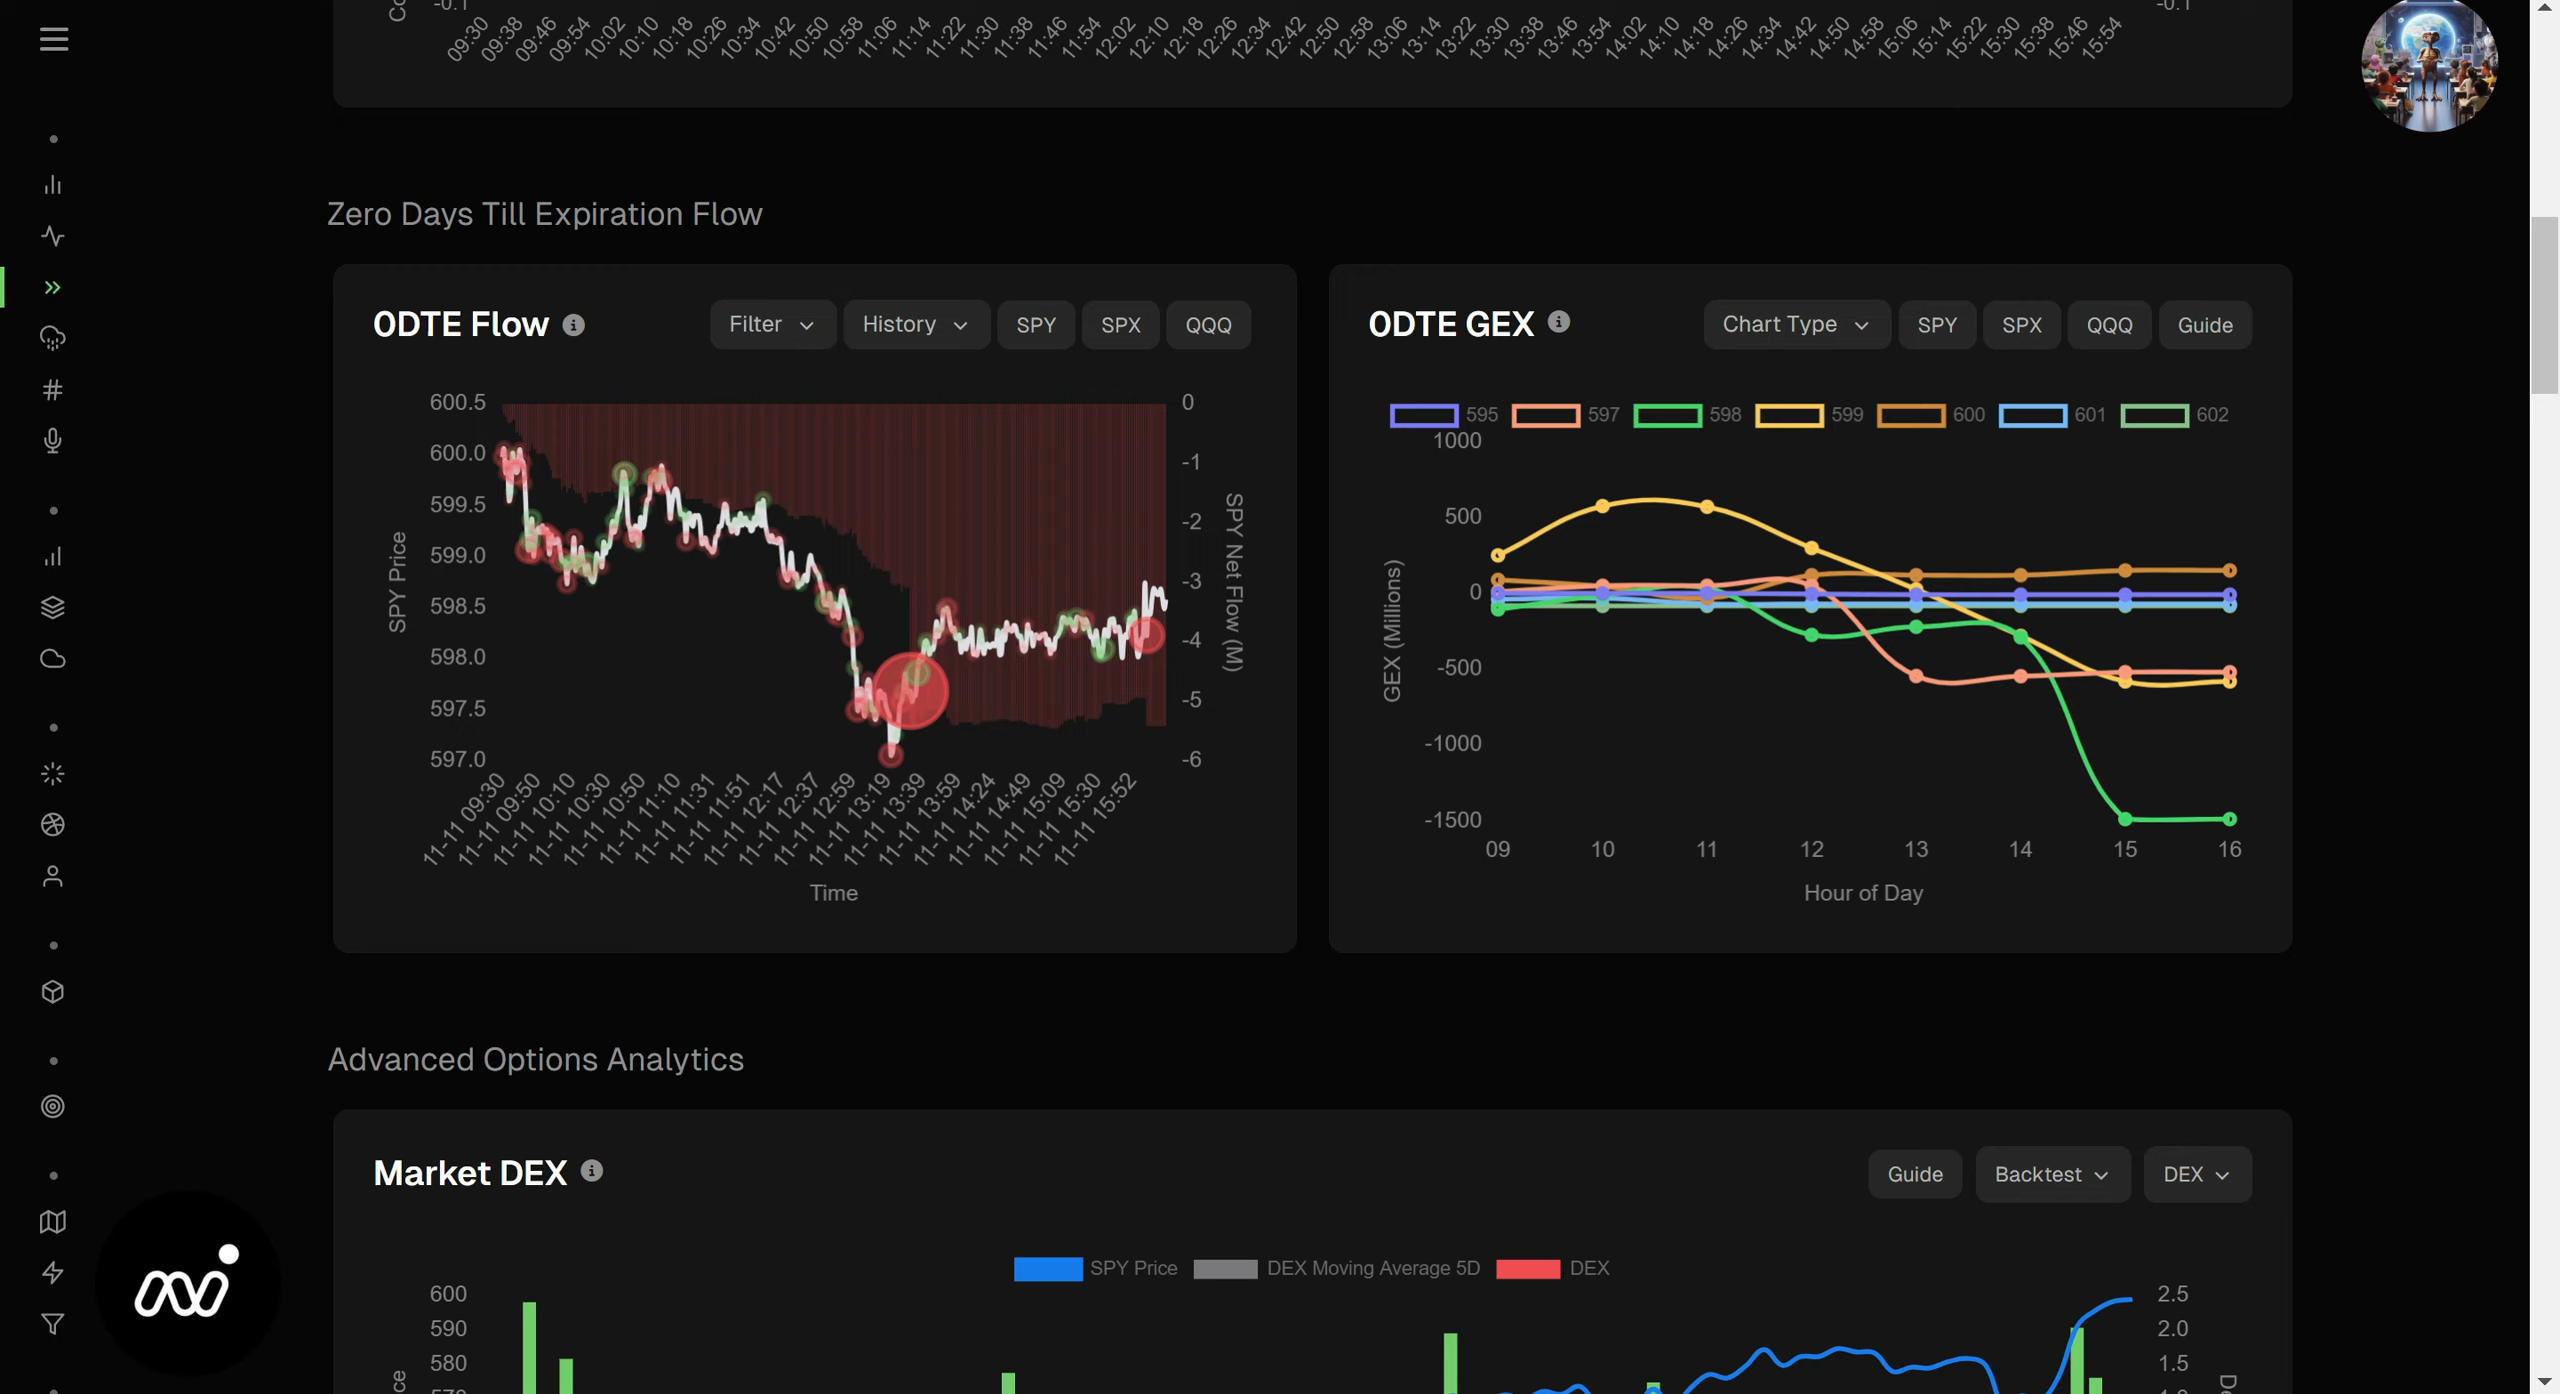 -0.1
-0.1
09:30 09:38 09:46 09:54 10:02 10:10 10:18 10:26 10:34 10:42 10:50 10:58 11:06 11:14 11:22 11:30 11:38 11:46 11:54 12:02 12:10 12:18 12:26 12:34 12:42 12:50 12:58 13:06 13:14 13:22 13:30 13:38 13:46 13:54 14:02 14:10 14:18 14:26 14:34 14:42 14:50 14:58 15:06 15:14 15:22 15:30 15:38 15:46 15:54
Zero Days Till Expiration Flow
0DTE Flow
Filter
History
SPY
SPX
QQQ
600.5
600.0
599.5
599.0
598.5
598.0
597.5
597.0
SPY Price
0
-1
-2
-3
-4
-5
-6
SPY Net Flow (M)
11-11 09:30
11-11 09:50
11-11 10:10
11-11 10:30
11-11 10:50
11-11 11:10
11-11 11:31
11-11 11:51
11-11 12:17
11-11 12:37
11-11 12:59
11-11 13:19
11-11 13:39
11-11 13:59
11-11 14:24
11-11 14:49
11-11 15:09
11-11 15:30
11-11 15:52
Time
0DTE GEX
Chart Type
SPY
SPX
QQQ
Guide
595 597 598 599 600 601 602
1000
500
0
-500
-1000
-1500
GEX (Millions)
09 10 11 12 13 14 15 16
Hour of Day
Advanced Options Analytics
Market DEX
Guide
Backtest
DEX
SPY Price DEX Moving Average 5D DEX
600
590
580
2.5
2.0
1.5